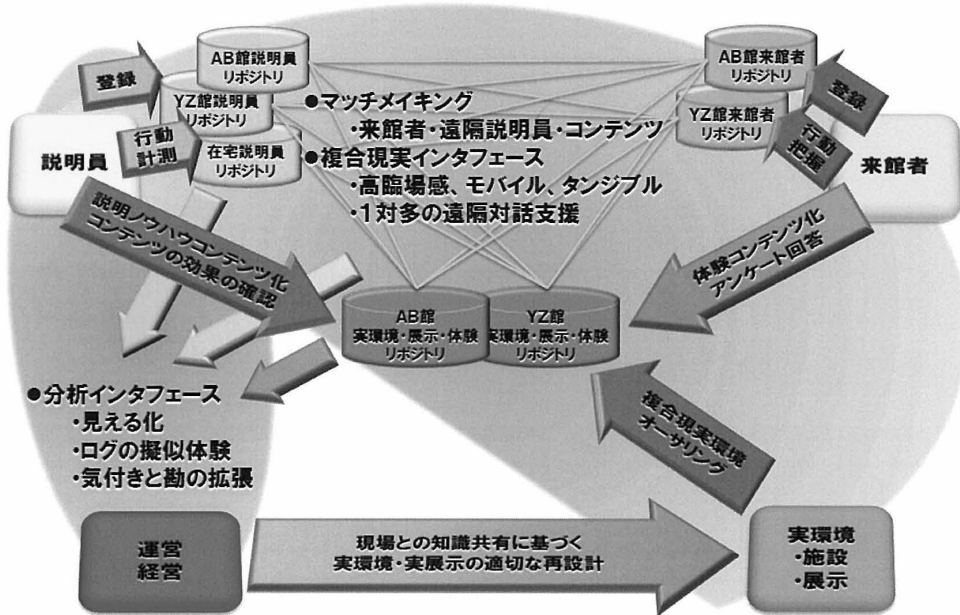 AB館説明員
リポジトリ
AB館来館者
リポジトリ
登録
YZ館説明員
リポジトリ
●マッチメイキング
・来館者・遠隔説明員・コンテンツ
YZ館来館者
リポジトリ
登録
説明員
行動
計測
在宅説明員
リポジトリ
●複合現実インタフェース
・高臨場感、モバイル、タンジブル
・1対多の遠隔対話支援
行動
把握
来館者
説明ノウハウコンテンツ化
コンテンツの効果の確認
体験コンテンツ化
アンケート回答
AB館
実環境・展示・体験
リポジトリ
YZ館
実環境・展示・体験
リポジトリ
●分析インタフェース
・見える化
・ログの擬似体験
・気付きと勘の拡張
複合現実環境
オーサリング
運営
経営
現場との知識共有に基づく
実環境・実展示の適切な再設計
実環境
・施設
・展示